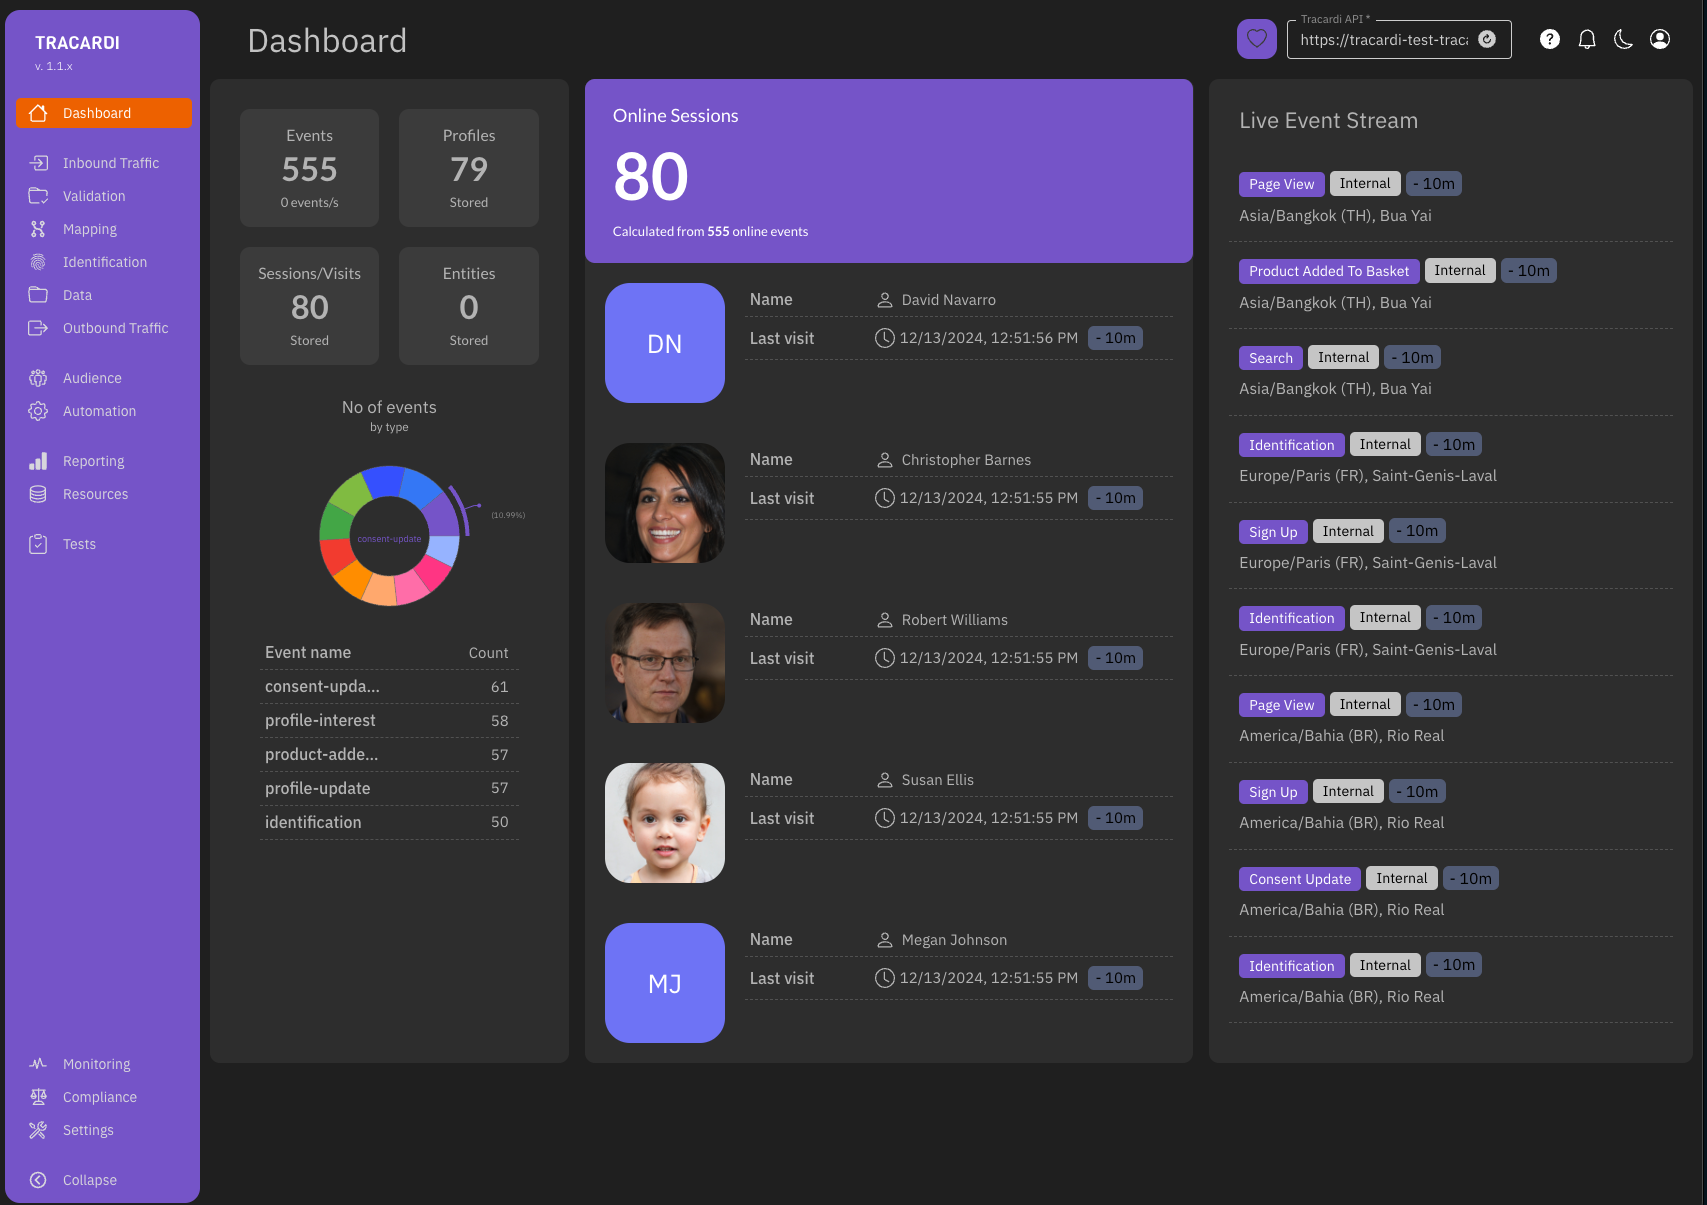 TRACARDI
v. 1.1.x
Dashboard
Inbound Traffic
Validation
Mapping
Identification
Data
Outbound Traffic
Audience
Automation
Reporting
Resources
Tests
Monitoring
Compliance
Settings
Collapse
Dashboard
Tracardi API *
https://tracardi-test-traca
?
Events
555
0 events/s
Profiles
79
Stored
Sessions/Visits
80
Stored
Entities
0
Stored
No of events
by type
(10.99%)
consent-update
Event name Count
consent-upda... 61
profile-interest 58
product-adde... 57
profile-update 57
identification 50
Online Sessions
80
Calculated from 555 online events
DN
Name David Navarro
Last visit 12/13/2024, 12:51:56 PM - 10m
Name Christopher Barnes
Last visit 12/13/2024, 12:51:55 PM - 10m
Name Robert Williams
Last visit 12/13/2024, 12:51:55 PM - 10m
Name Susan Ellis
Last visit 12/13/2024, 12:51:55 PM - 10m
MJ
Name Megan Johnson
Last visit 12/13/2024, 12:51:55 PM - 10m
Live Event Stream
Page View Internal - 10m
Asia/Bangkok (TH), Bua Yai
Product Added To Basket Internal - 10m
Asia/Bangkok (TH), Bua Yai
Search Internal - 10m
Asia/Bangkok (TH), Bua Yai
Identification Internal - 10m
Europe/Paris (FR), Saint-Genis-Laval
Sign Up Internal - 10m
Europe/Paris (FR), Saint-Genis-Laval
Identification Internal - 10m
Europe/Paris (FR), Saint-Genis-Laval
Page View Internal - 10m
America/Bahia (BR), Rio Real
Sign Up Internal - 10m
America/Bahia (BR), Rio Real
Consent Update Internal - 10m
America/Bahia (BR), Rio Real
Identification Internal - 10m
America/Bahia (BR), Rio Real